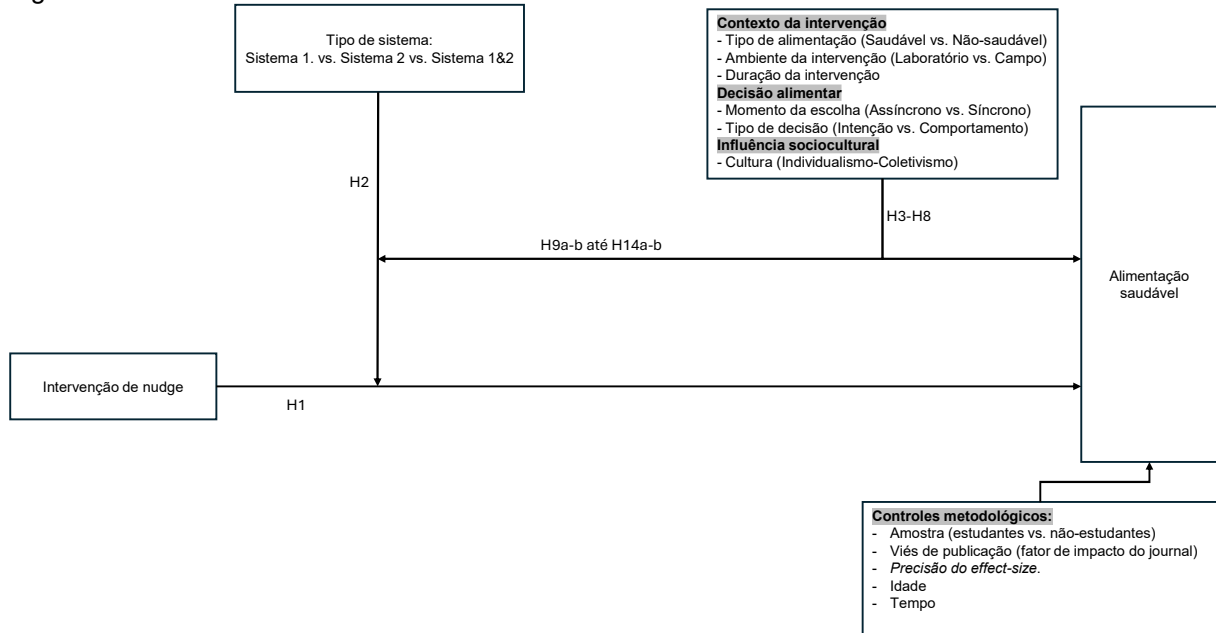 Tipo de sistema:
Sistema 1. vs. Sistema 2 vs. Sistema 1&2
Contexto da intervenção
- Tipo de alimentação (Saudável vs. Não-saudável)
- Ambiente da intervenção (Laboratório vs. Campo)
- Duração da intervenção
Decisão alimentar
- Momento da escolha (Assíncrono vs. Síncrono)
- Tipo de decisão (Intenção vs. Comportamento)
Influência sociocultural
- Cultura (Individualismo-Coletivismo)
H2
H3-H8
H9a-b até H14a-b
Alimentação
saudável
Intervenção de nudge
H1
Controles metodológicos:
- Amostra (estudantes vs. não-estudantes)
- Viés de publicação (fator de impacto do journal)
- Precisão do effect-size.
- Idade
- Tempo